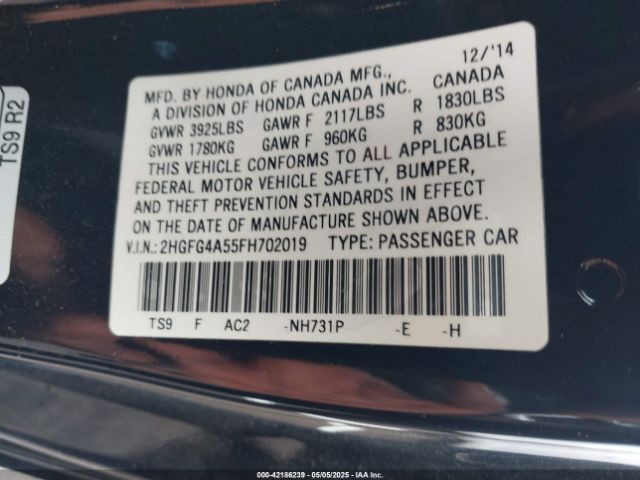 12/'14
MFD. BY HONDA OF CANADA MFG.,
A DIVISION OF HONDA CANADA INC. CANADA
GVWR 3925LBS GAWR F 2117LBS R 1830LBS
GVWR 1780KG GAWR F 960KG R 830KG
THIS VEHICLE CONFORMS TO ALL APPLICABLE
FEDERAL MOTOR VEHICLE SAFETY, BUMPER,
AND THEFT PREVENTION STANDARDS IN EFFECT
ON THE DATE OF MANUFACTURE SHOWN ABOVE.
V.I.N.: 2HGFG4A55FH702019 TYPE: PASSENGER CAR
TS9 F AC2 -NH731P -E -H
TS9 R2
000-42186239 - 05/05/2025 - IAA Inc.